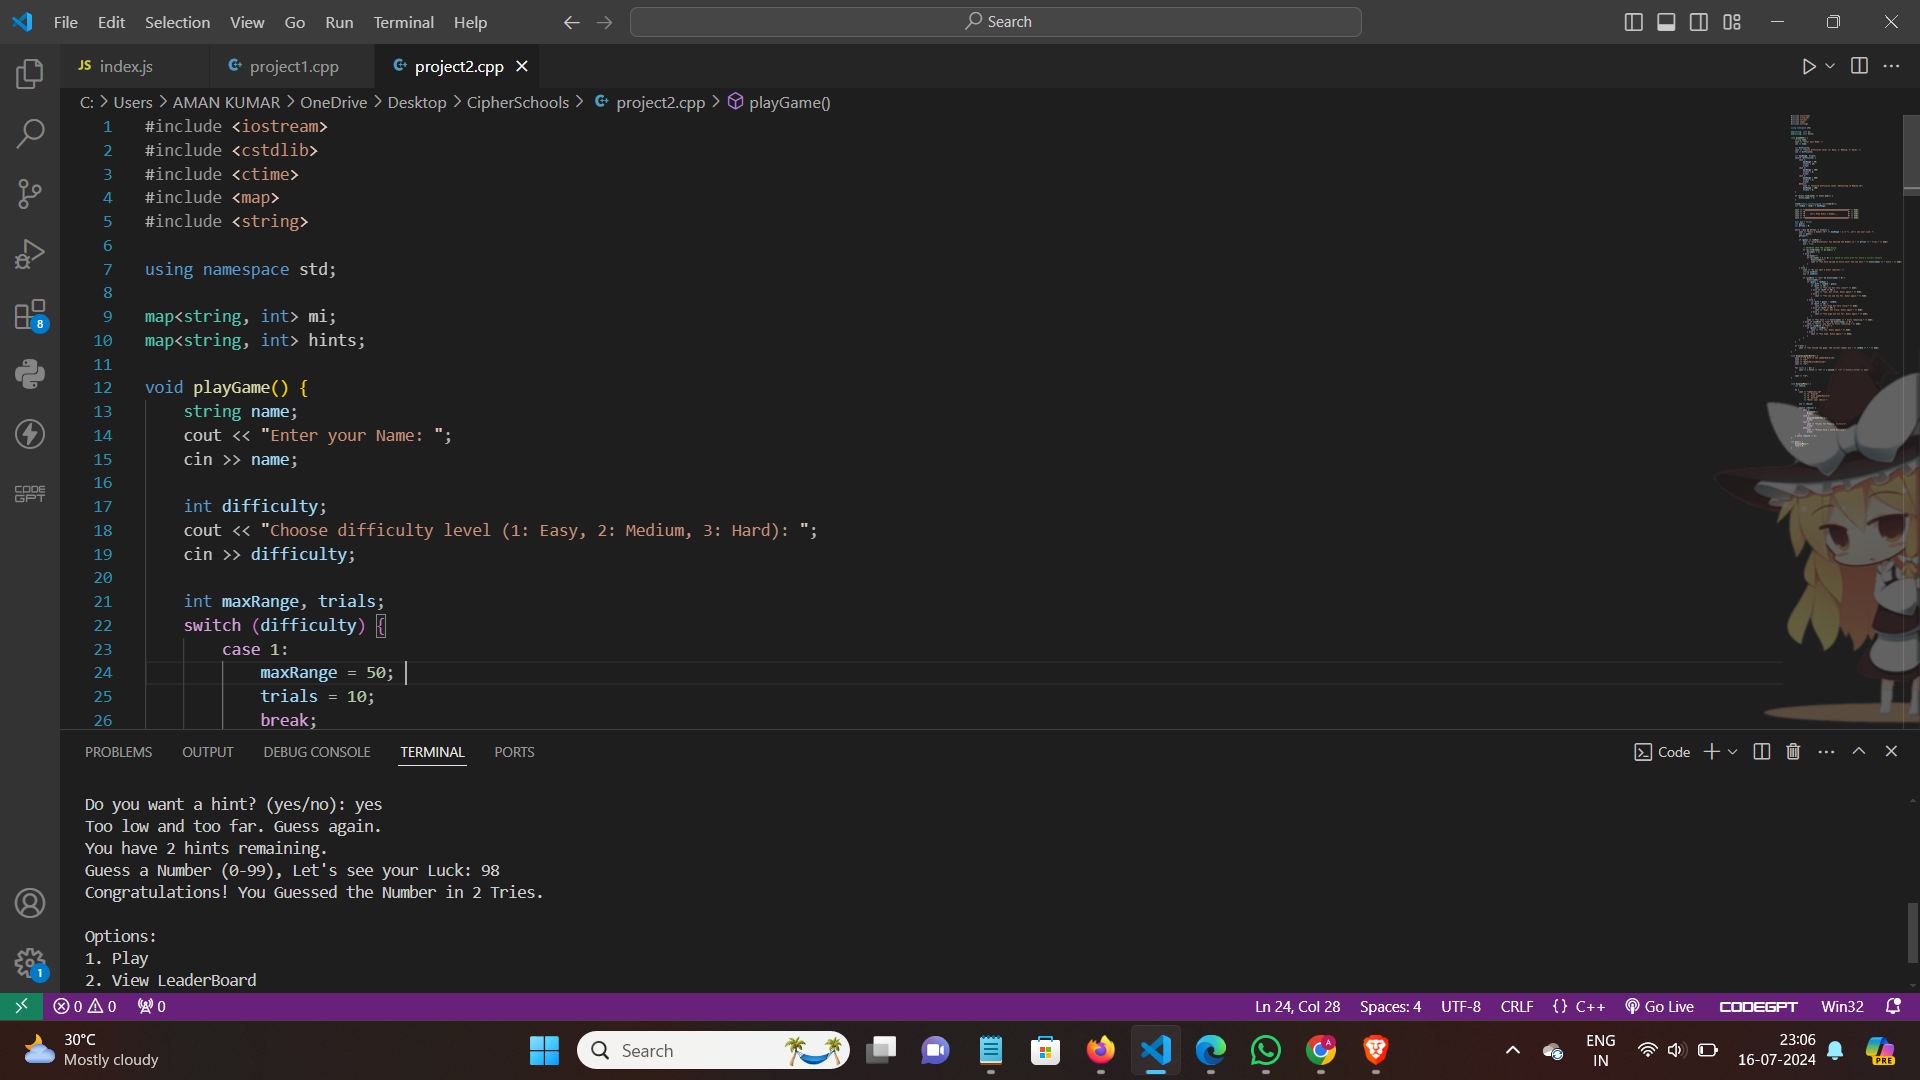 File Edit Selection View Go Run Terminal Help
Search
JS index.js
project1.cpp
project2.cpp
C: > Users > AMAN KUMAR > OneDrive > Desktop > CipherSchools > project2.cpp > playGame()
1 #include <iostream>
2 #include <cstdlib>
3 #include <ctime>
4 #include <map>
5 #include <string>
6
7 using namespace std;
8
9 map<string, int> mi;
10 map<string, int> hints;
11
12 void playGame() {
13 string name;
14 cout << "Enter your Name: ";
15 cin >> name;
16
17 int difficulty;
18 cout << "Choose difficulty level (1: Easy, 2: Medium, 3: Hard): ";
19 cin >> difficulty;
20
21 int maxRange, trials;
22 switch (difficulty) {
23 case 1:
24 maxRange = 50;
25 trials = 10;
26 break;
8
CODE
GPT
1
PROBLEMS OUTPUT DEBUG CONSOLE TERMINAL PORTS
Code
Do you want a hint? (yes/no): yes
Too low and too far. Guess again.
You have 2 hints remaining.
Guess a Number (0-99), Let's see your Luck: 98
Congratulations! You Guessed the Number in 2 Tries.
Options:
1. Play
2. View LeaderBoard
0 0 0
Ln 24, Col 28 Spaces: 4 UTF-8 CRLF {} C++ Go Live CODEGPT Win32
30°C
Mostly cloudy
Search
A
ENG
IN
23:06
16-07-2024
PRE